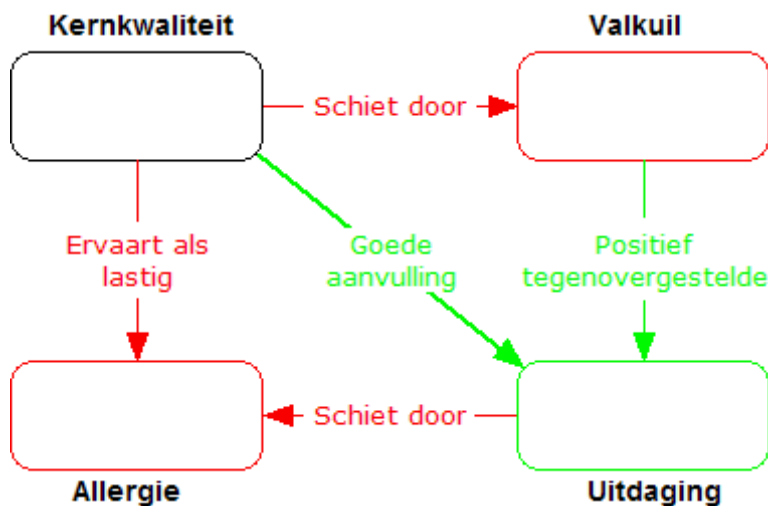 Kernkwaliteit
Valkuil
Schiet door
Ervaart als
lastig
Goede
aanvulling
Positief
tegenovergestelde
Schiet door
Allergie
Uitdaging